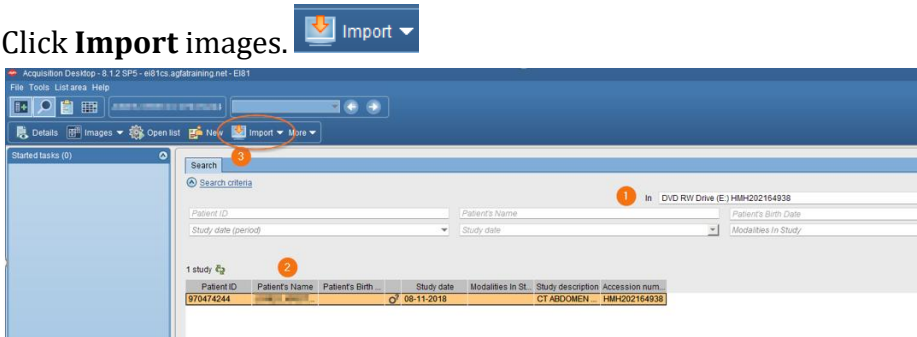 Click Import images. Import
Acquisition Desktop - 8.1.2 SP5 - ei81cs.agfatraining.net - EI81
File Tools List area Help
Details Images Open list New Import More
Started tasks (0)
3
Search
Search criteria
1 In DVD RW Drive (E:) HMH202164938
Patient ID Patient's Name Patient's Birth Date
Study date (period) Study date Modalities In Study
1 study 2
Patient ID Patient's Name Patient's Birth ... Study date Modalities In St... Study description Accession num...
970474244 08-11-2018 CT ABDOMEN ... HMH202164938